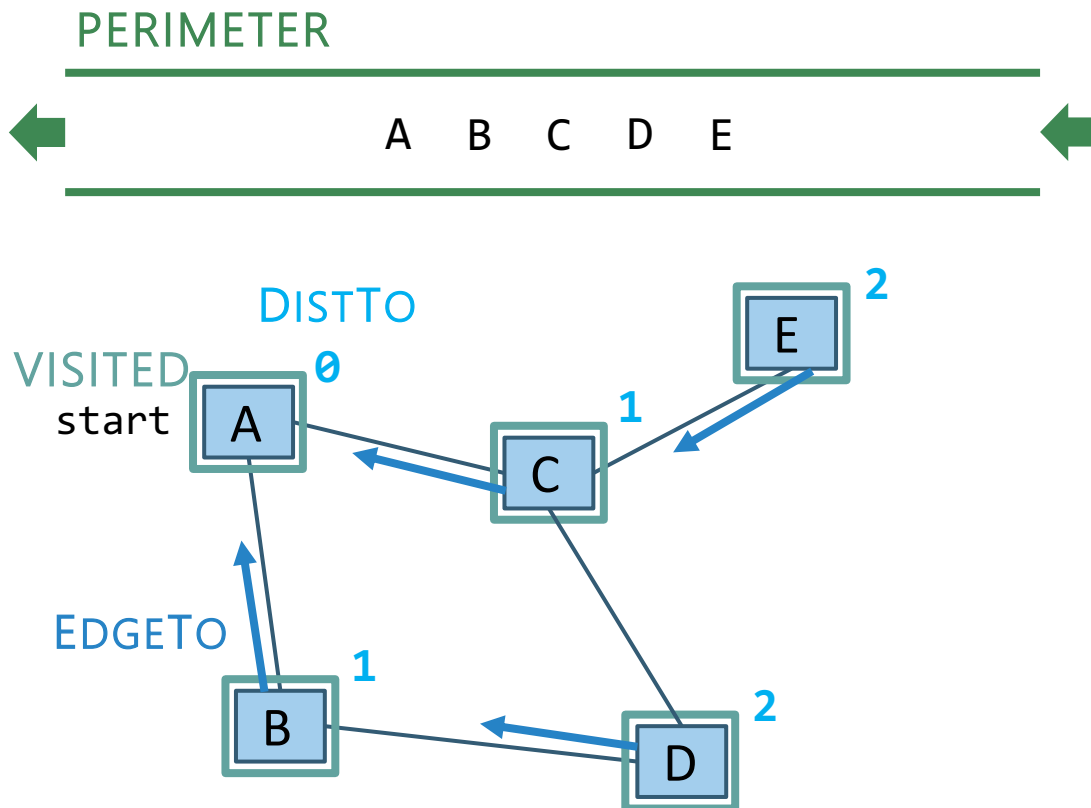 PERIMETER
A B C D E
DISTTO
2
E
VISITED
0
start
A
1
C
EDGETO
1
B
2
D